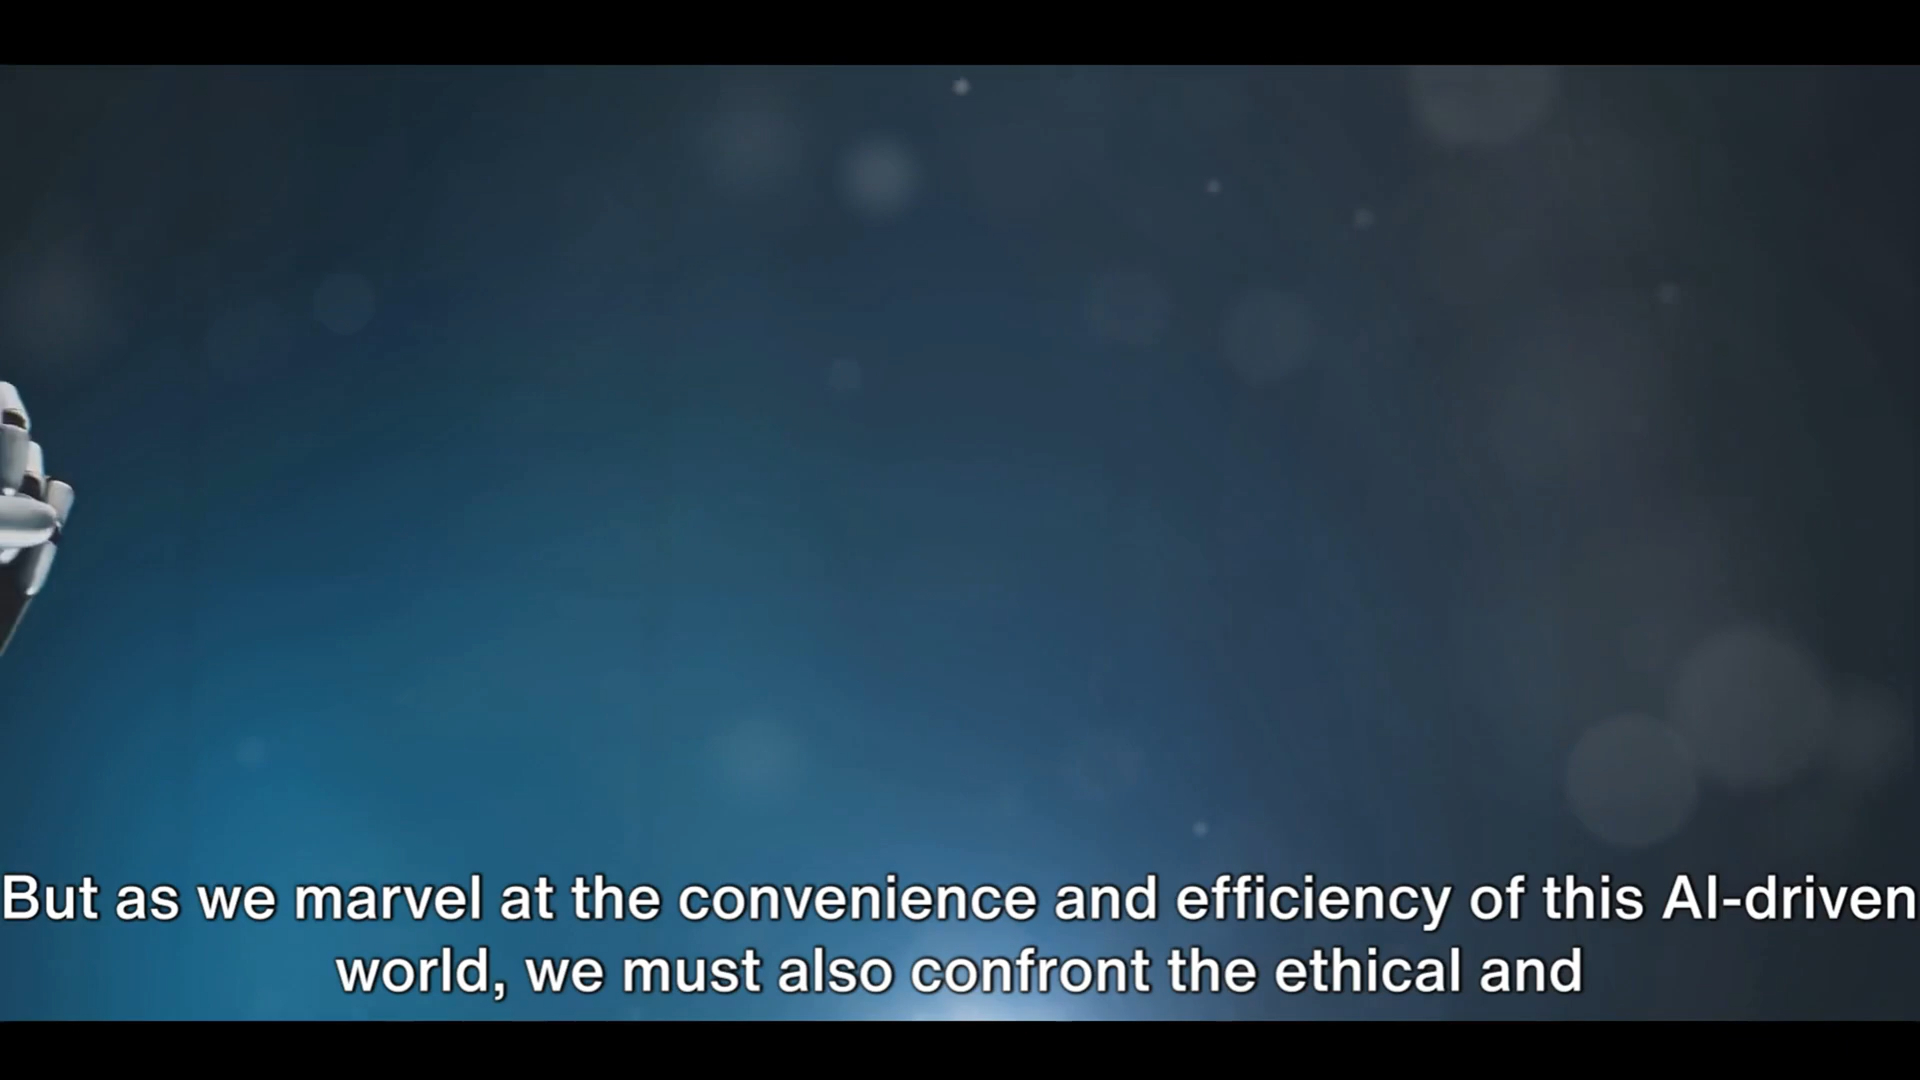 But as we marvel at the convenience and efficiency of this AI-driven
world, we must also confront the ethical and